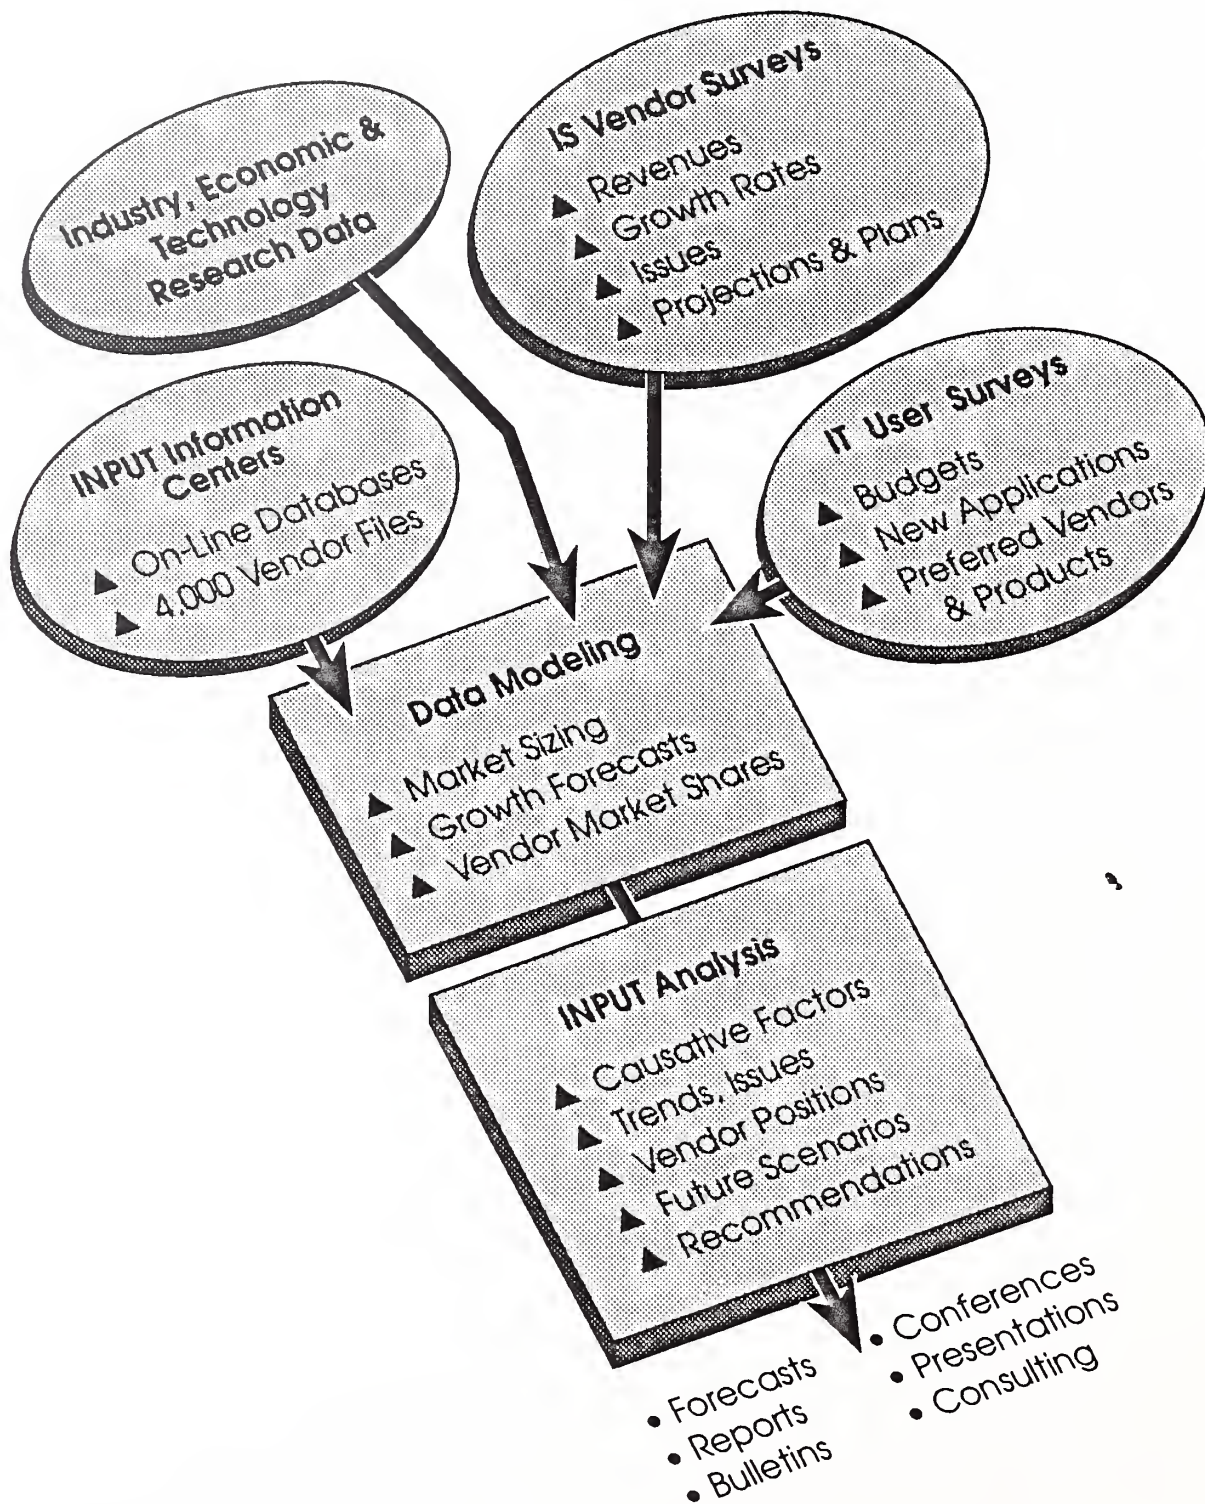 Industry, Economic &
Technology
Research Data
IS Vendor Surveys
▲ Revenues
▲ Growth Rates
▲ Issues
▲ Projections & Plans
INPUT Information
Centers
▲ On-Line Databases
▲ 4,000 Vendor Files
IT User Surveys
▲ Budgets
▲ New Applications
▲ Preferred Vendors
& Products
Data Modeling
▲ Market Sizing
▲ Growth Forecasts
▲ Vendor Market Shares
INPUT Analysis
▲ Causative Factors
▲ Trends, Issues
▲ Vendor Positions
▲ Future Scenarios
▲ Recommendations
• Forecasts
• Reports
• Bulletins
• Conferences
• Presentations
• Consulting